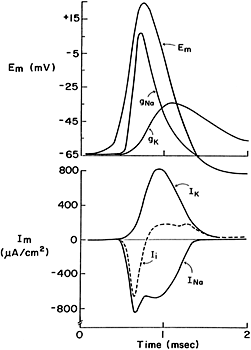 +15
Em
Em
(mV)
-5
gNa
-25
-45
gK
-65
800
IK
400
Im
0
(μA/cm²)
Ii
INa
-400
-800
0
1
2
Time (msec)